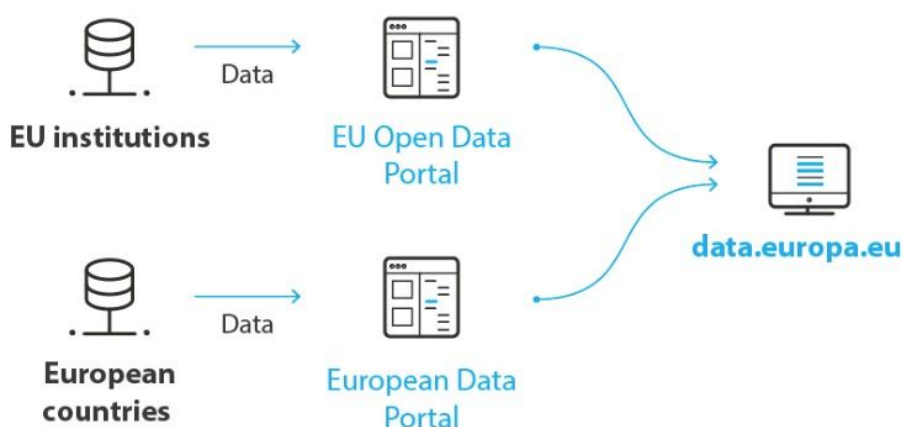 Data
EU institutions
EU Open Data
Portal
data.europa.eu
Data
European
countries
European Data
Portal